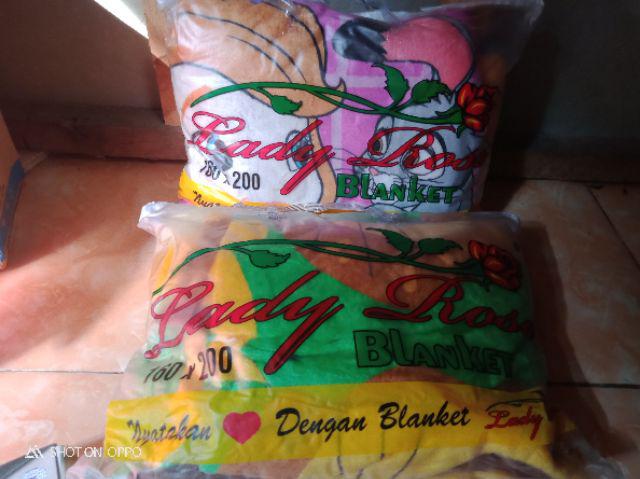 Lady Rose
160 x 200
BLANKET
Lady Rose
160 x 200
BLANKET
Nyatakan Dengan Blanket Lady
SHOT ON OPPO